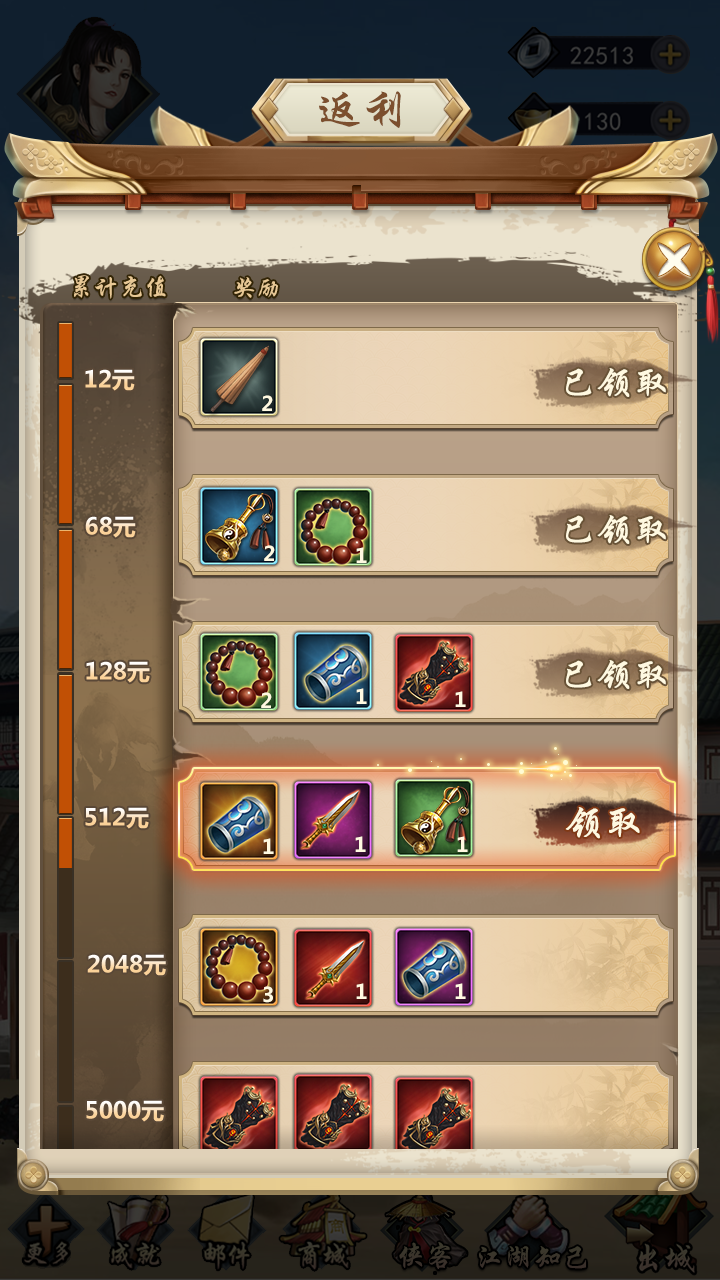 22513
130
返利
累计充值 奖励
12元 2 已领取
68元 2 1 已领取
128元 2 1 1 已领取
512元 1 1 1 领取
2048元 3 1 1
5000元
更多 成就 邮件 商城 侠客 江湖知己 出城